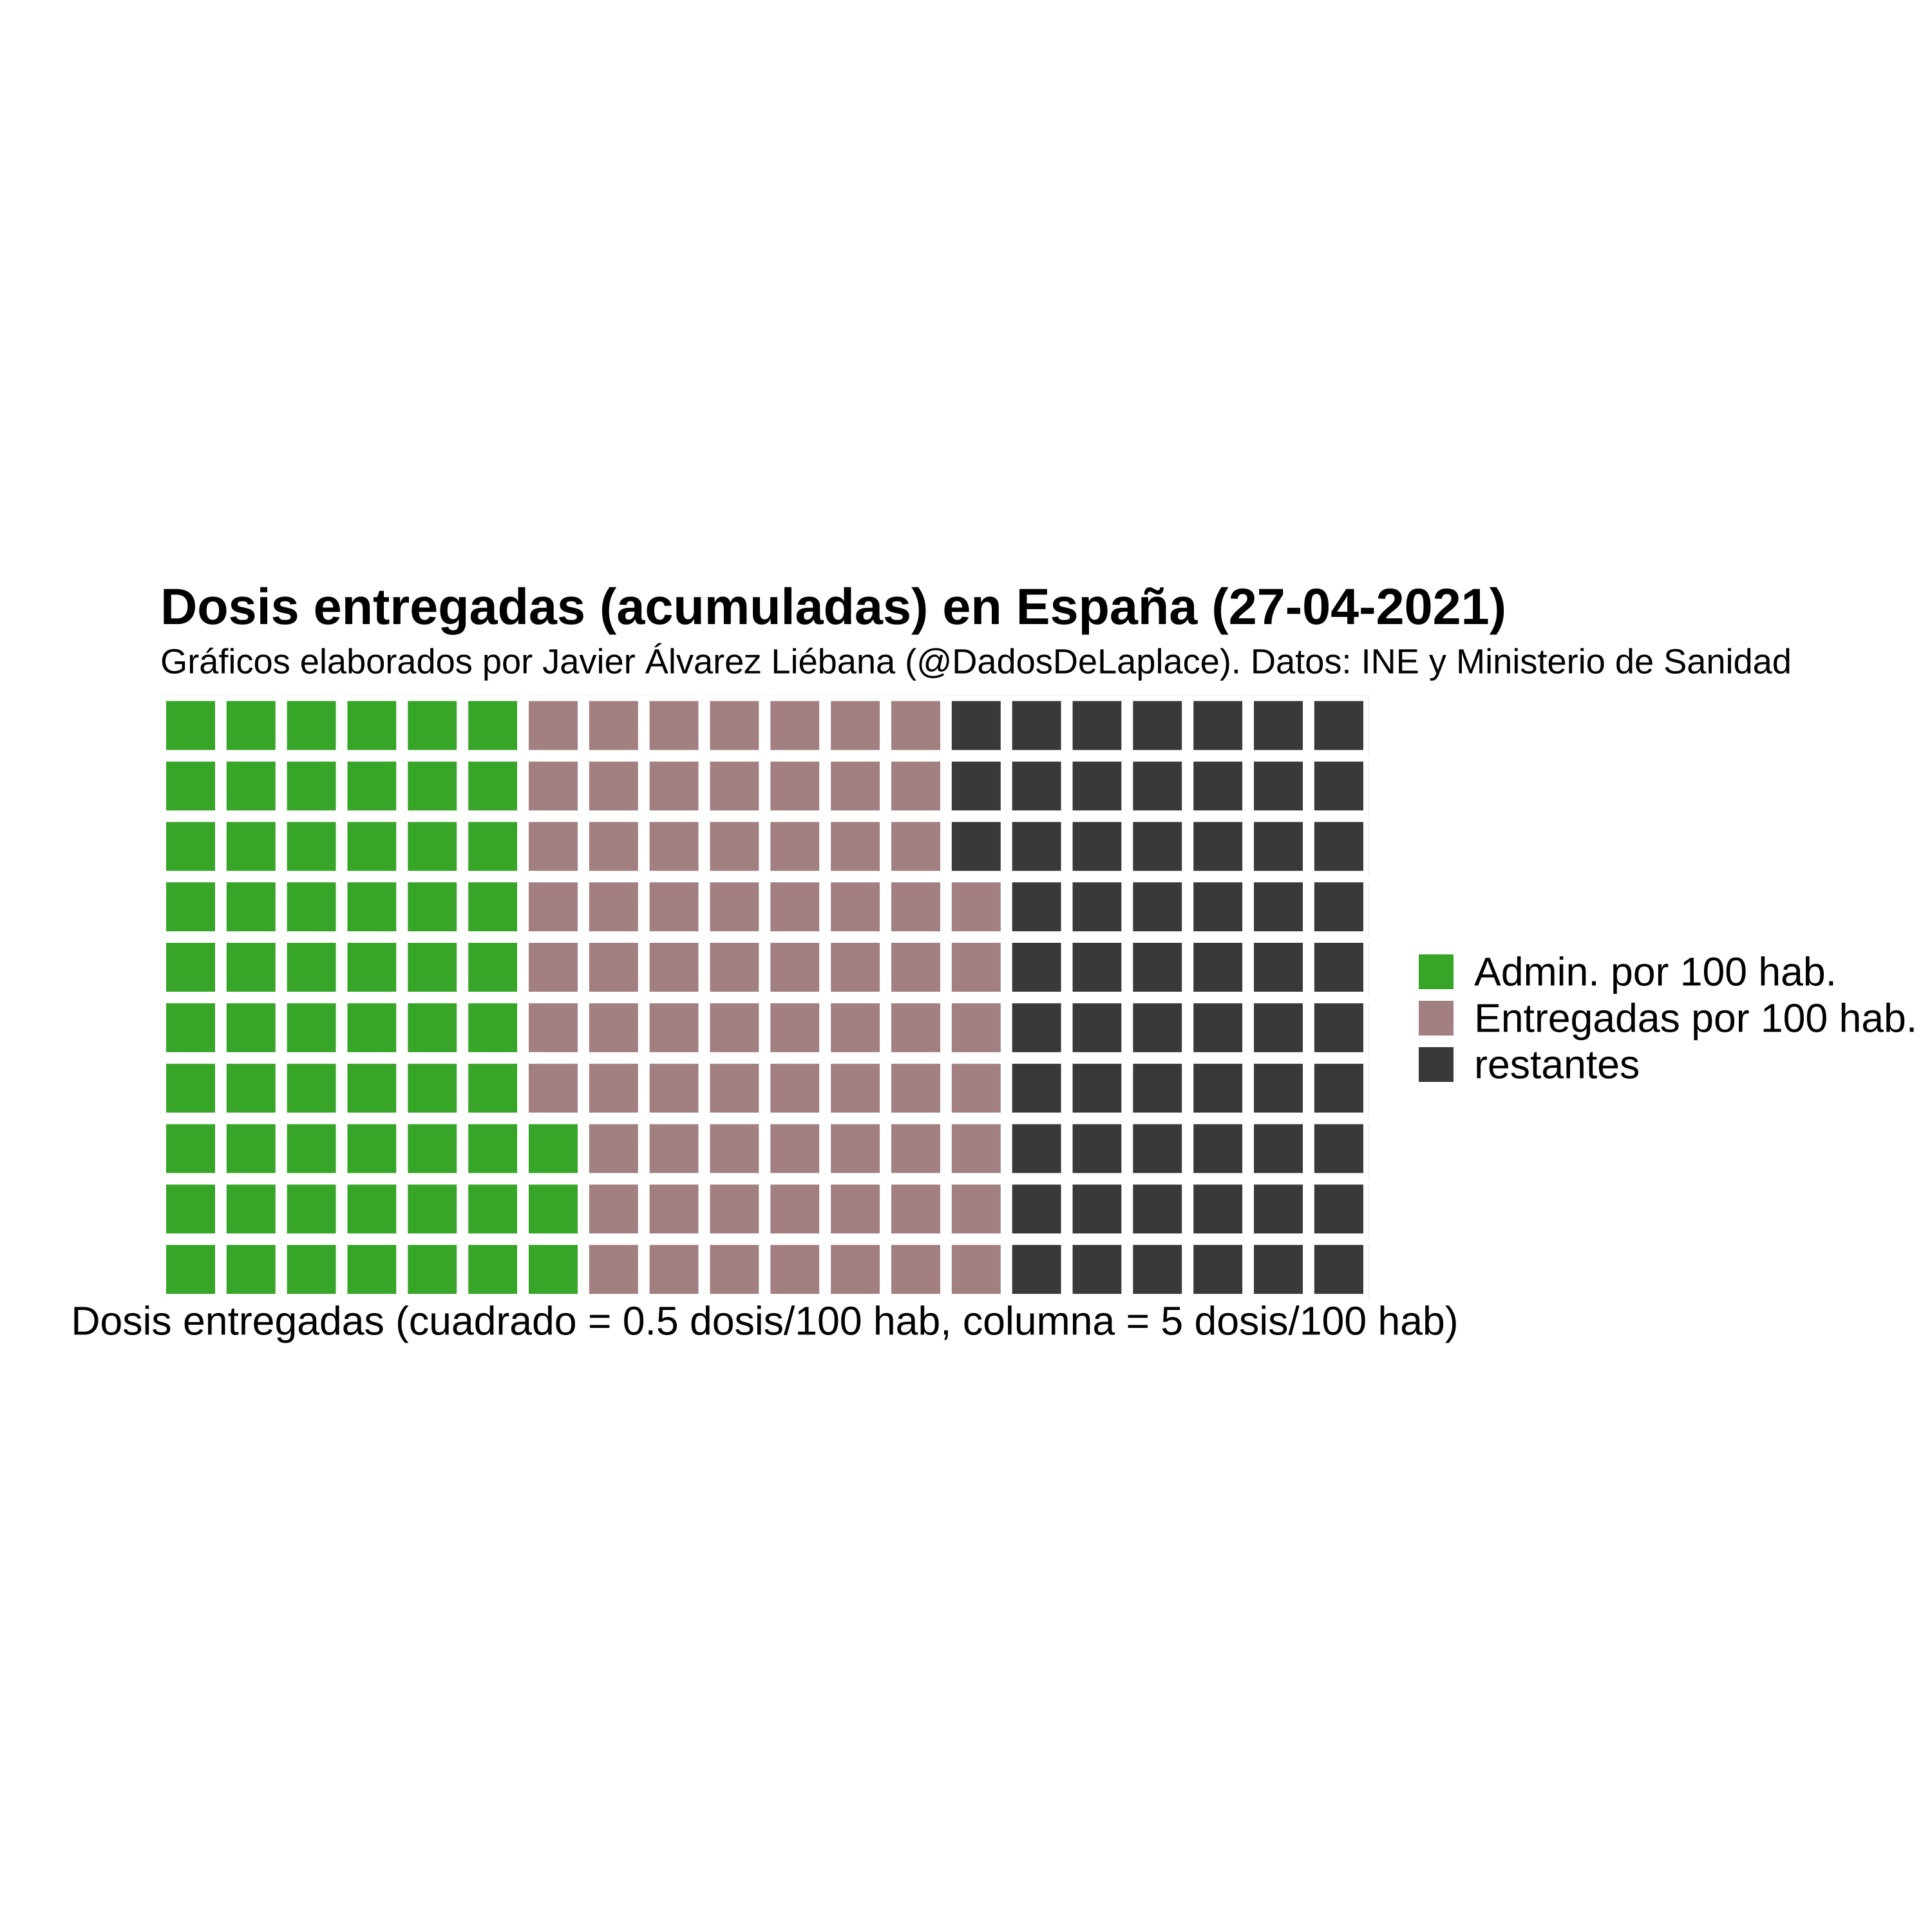 Dosis entregadas (acumuladas) en España (27-04-2021)
Gráficos elaborados por Javier Álvarez Liébana (@DadosDeLaplace). Datos: INE y Ministerio de Sanidad
Admin. por 100 hab.
Entregadas por 100 hab.
restantes
Dosis entregadas (cuadrado = 0.5 dosis/100 hab, columna = 5 dosis/100 hab)